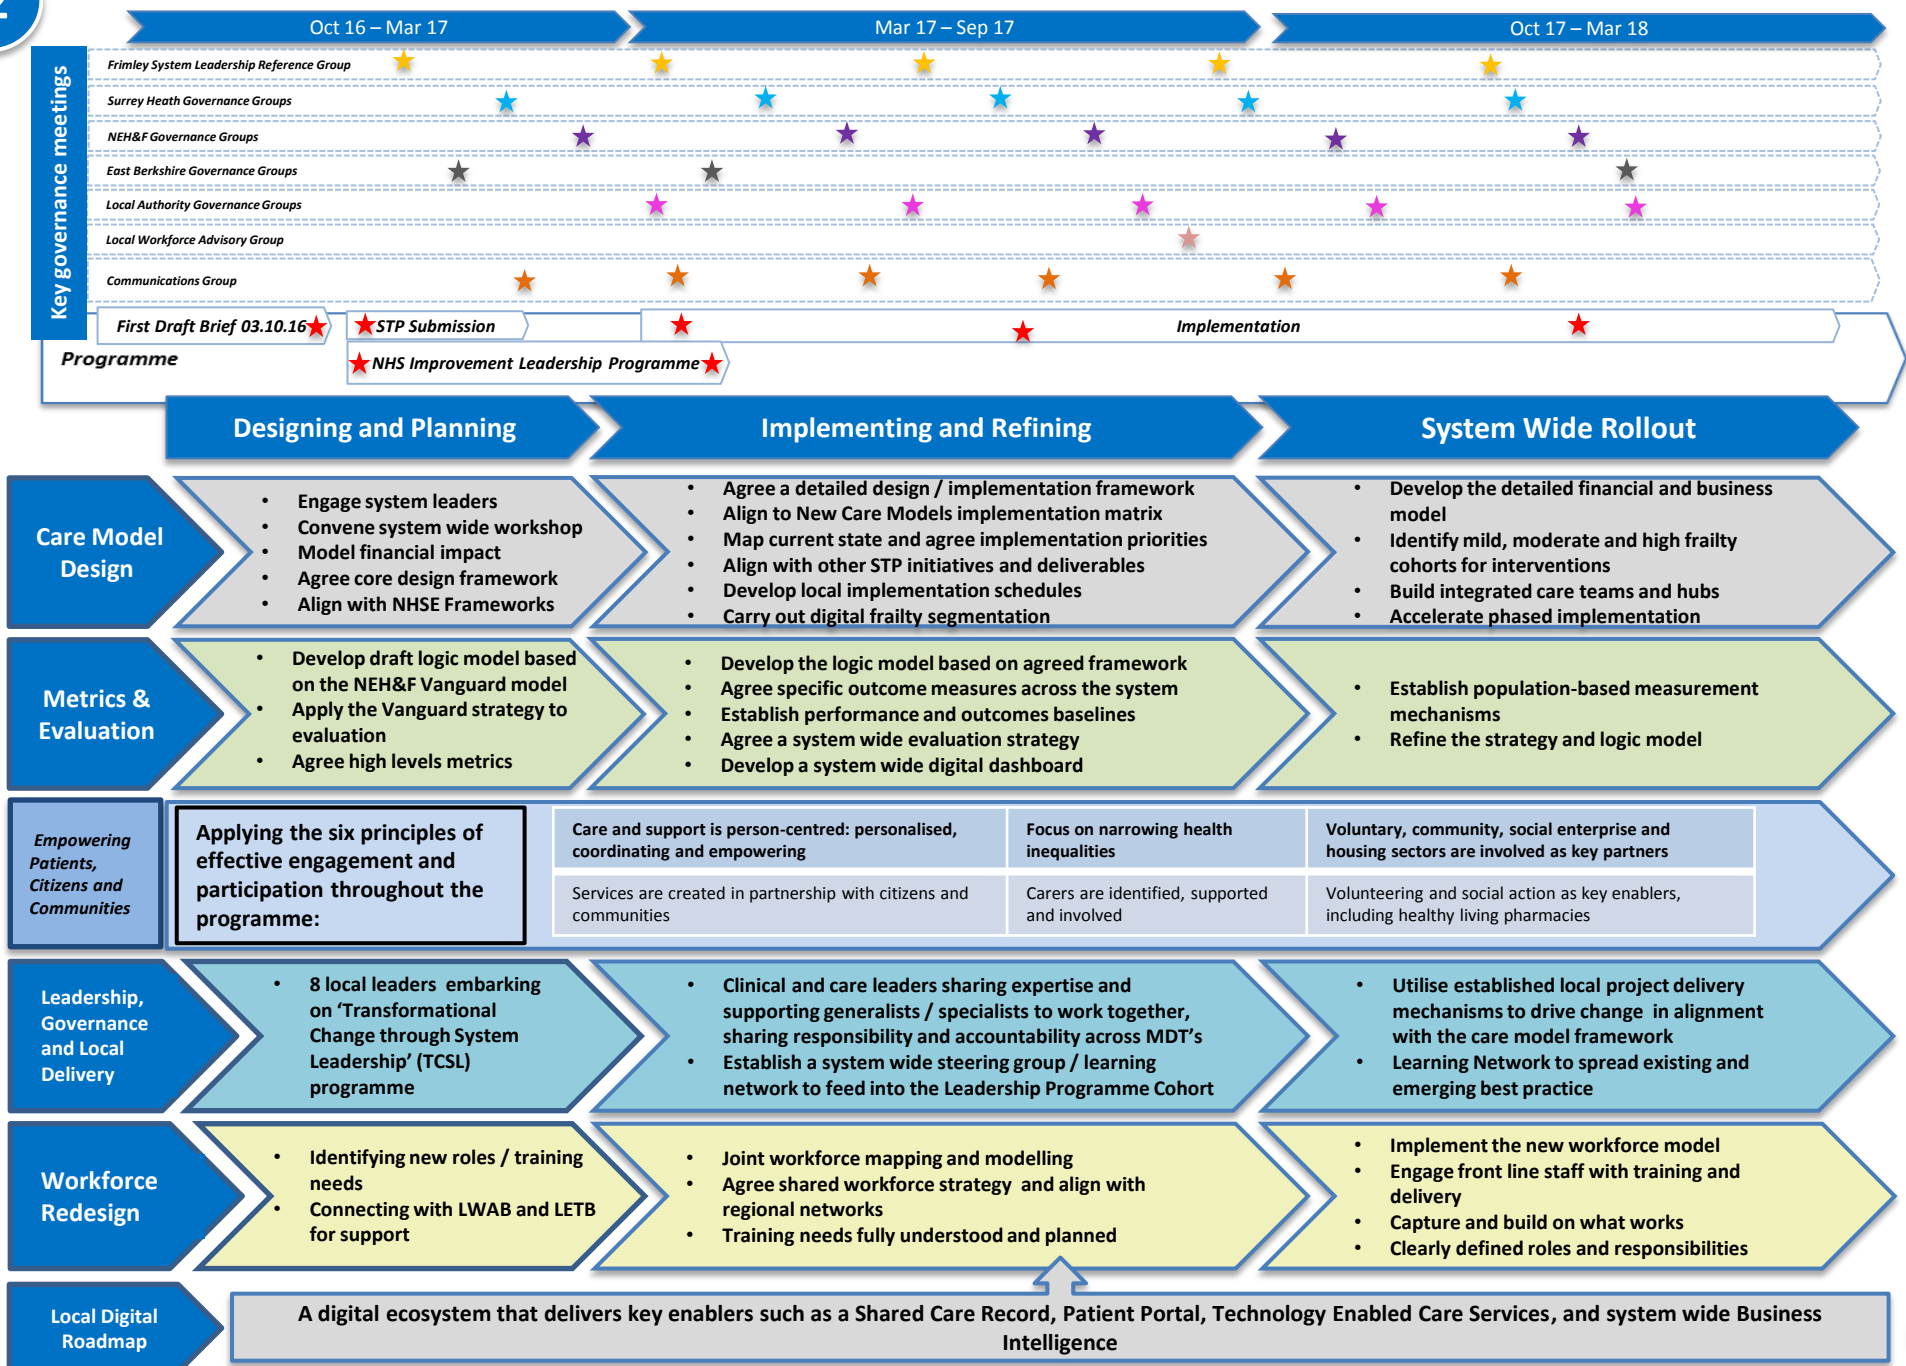 Oct 16 – Mar 17
Mar 17 – Sep 17
Oct 17 – Mar 18
Key governance meetings
Frimley System Leadership Reference Group
Surrey Heath Governance Groups
NEH&F Governance Groups
East Berkshire Governance Groups
Local Authority Governance Groups
Local Workforce Advisory Group
Communications Group
First Draft Brief 03.10.16
STP Submission
Implementation
Programme
NHS Improvement Leadership Programme
Designing and Planning
Implementing and Refining
System Wide Rollout
Care Model
Design
• Engage system leaders
• Convene system wide workshop
• Model financial impact
• Agree core design framework
• Align with NHSE Frameworks
• Agree a detailed design / implementation framework
• Align to New Care Models implementation matrix
• Map current state and agree implementation priorities
• Align with other STP initiatives and deliverables
• Develop local implementation schedules
• Carry out digital frailty segmentation
• Develop the detailed financial and business
model
• Identify mild, moderate and high frailty
cohorts for interventions
• Build integrated care teams and hubs
• Accelerate phased implementation
Metrics &
Evaluation
• Develop draft logic model based
on the NEH&F Vanguard model
• Apply the Vanguard strategy to
evaluation
• Agree high levels metrics
• Develop the logic model based on agreed framework
• Agree specific outcome measures across the system
• Establish performance and outcomes baselines
• Agree a system wide evaluation strategy
• Develop a system wide digital dashboard
• Establish population-based measurement
mechanisms
• Refine the strategy and logic model
Empowering
Patients,
Citizens and
Communities
Applying the six principles of
effective engagement and
participation throughout the
programme:
Care and support is person-centred: personalised,
coordinating and empowering
Focus on narrowing health
inequalities
Voluntary, community, social enterprise and
housing sectors are involved as key partners
Services are created in partnership with citizens and
communities
Carers are identified, supported
and involved
Volunteering and social action as key enablers,
including healthy living pharmacies
Leadership,
Governance
and Local
Delivery
• 8 local leaders embarking
on ‘Transformational
Change through System
Leadership’ (TCSL)
programme
• Clinical and care leaders sharing expertise and
supporting generalists / specialists to work together,
sharing responsibility and accountability across MDT’s
• Establish a system wide steering group / learning
network to feed into the Leadership Programme Cohort
• Utilise established local project delivery
mechanisms to drive change in alignment
with the care model framework
• Learning Network to spread existing and
emerging best practice
Workforce
Redesign
• Identifying new roles / training
needs
• Connecting with LWAB and LETB
for support
• Joint workforce mapping and modelling
• Agree shared workforce strategy and align with
regional networks
• Training needs fully understood and planned
• Implement the new workforce model
• Engage front line staff with training and
delivery
• Capture and build on what works
• Clearly defined roles and responsibilities
Local Digital
Roadmap
A digital ecosystem that delivers key enablers such as a Shared Care Record, Patient Portal, Technology Enabled Care Services, and system wide Business
Intelligence